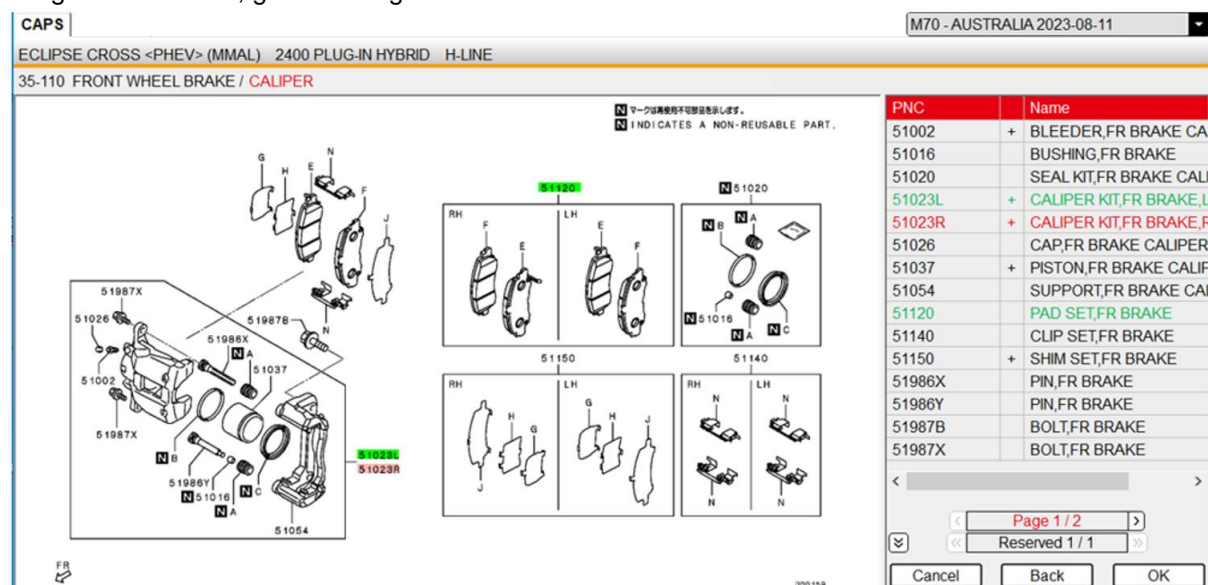 CAPS
M70 - AUSTRALIA 2023-08-11
ECLIPSE CROSS <PHEV> (MMAL) 2400 PLUG-IN HYBRID H-LINE
35-110 FRONT WHEEL BRAKE / CALIPER
N マークは再使用不可部品を示します。
N INDICATES A NON-REUSABLE PART.
G
H
E
N
F
J
N
51987X
51026
51986X
N A
51987B
51037
51002
51987X
N B
51986Y
N 51016
N A
N C
51054
51023L
51023R
FR
51120
RH
LH
F
E
E
F
N 51020
N B
N A
N 51016
N A
N C
51150
RH
LH
J
H
G
G
H
J
51140
RH
LH
N
N
N
N
PNC Name
51002 + BLEEDER,FR BRAKE CA
51016 BUSHING,FR BRAKE
51020 SEAL KIT,FR BRAKE CALI
51023L + CALIPER KIT,FR BRAKE,L
51023R + CALIPER KIT,FR BRAKE,R
51026 CAP,FR BRAKE CALIPER
51037 + PISTON,FR BRAKE CALIP
51054 SUPPORT,FR BRAKE CAL
51120 PAD SET,FR BRAKE
51140 CLIP SET,FR BRAKE
51150 + SHIM SET,FR BRAKE
51986X PIN,FR BRAKE
51986Y PIN,FR BRAKE
51987B BOLT,FR BRAKE
51987X BOLT,FR BRAKE
Page 1 / 2
Reserved 1 / 1
Cancel Back OK